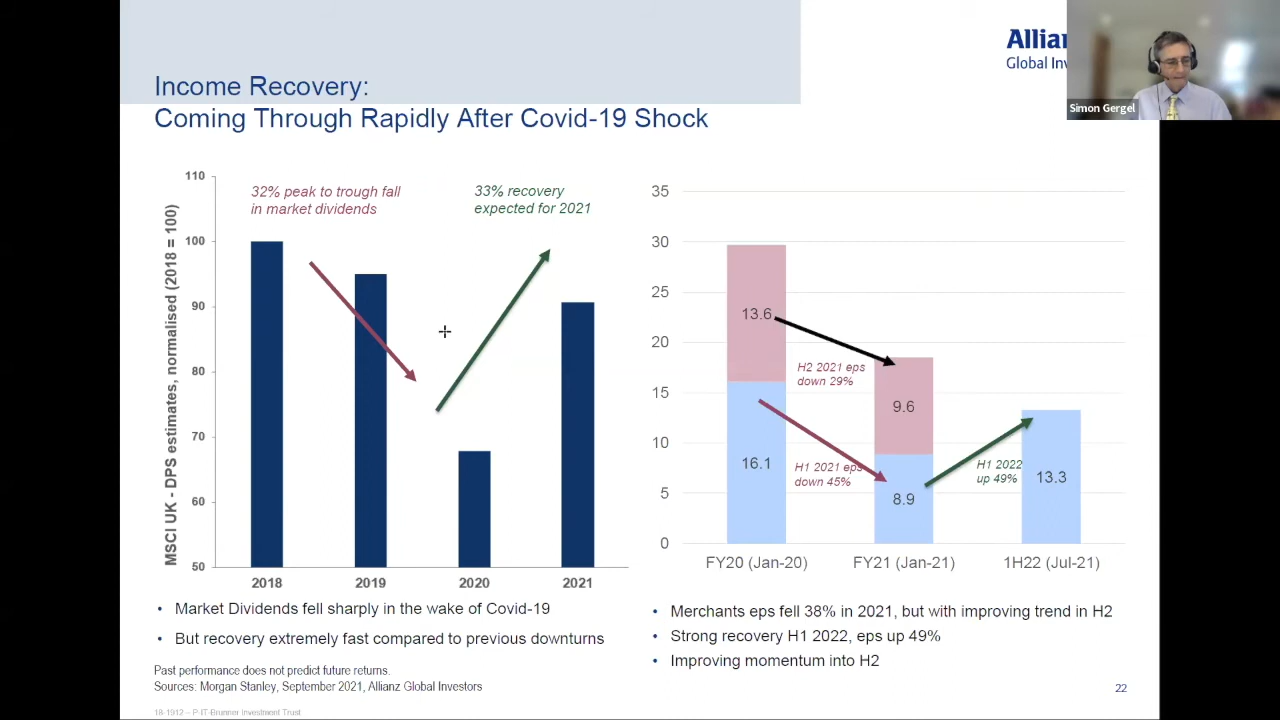 Allian
Global Inv
Simon Gergel
Income Recovery:
Coming Through Rapidly After Covid-19 Shock
32% peak to trough fall
in market dividends
33% recovery
expected for 2021
MSCI UK - DPS estimates, normalised (2018 = 100)
110
100
90
80
70
60
50
2018
2019
2020
2021
35
30
25
20
15
10
5
0
13.6
16.1
H2 2021 eps
down 29%
H1 2021 eps
down 45%
9.6
8.9
H1 2022
up 49%
13.3
FY20 (Jan-20)
FY21 (Jan-21)
1H22 (Jul-21)
• Market Dividends fell sharply in the wake of Covid-19
• But recovery extremely fast compared to previous downturns
• Merchants eps fell 38% in 2021, but with improving trend in H2
• Strong recovery H1 2022, eps up 49%
• Improving momentum into H2
Past performance does not predict future returns.
Sources: Morgan Stanley, September 2021, Allianz Global Investors
22
18-1912 – P-IT-Brunner Investment Trust